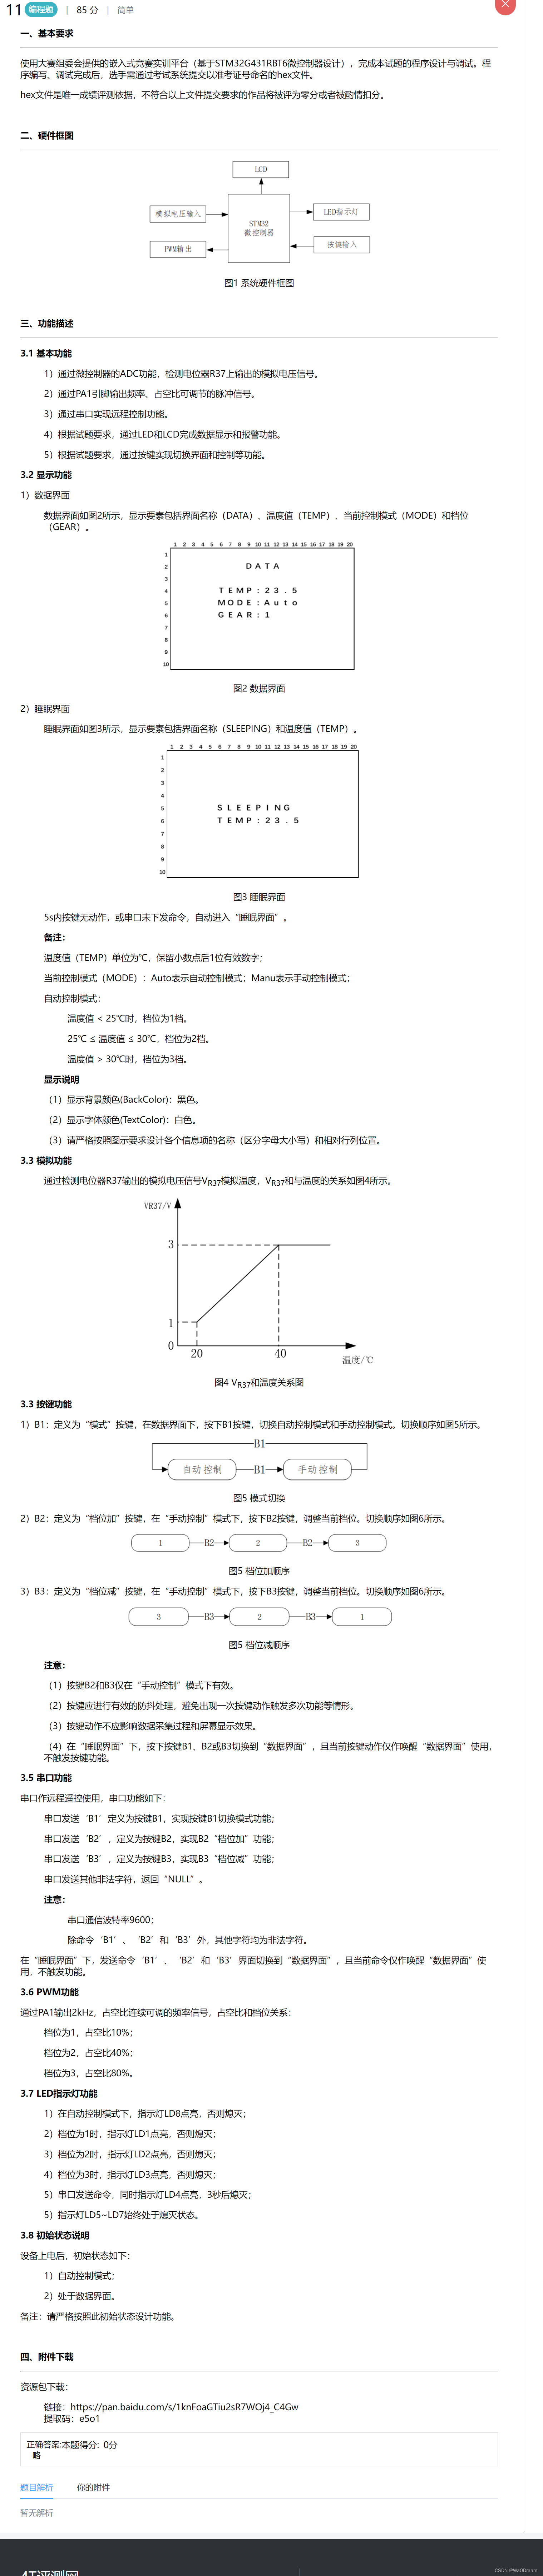 11 编程题 | 85 分 | 简单
一、基本要求
使用大赛组委会提供的嵌入式竞赛实训平台（基于STM32G431RBT6微控制器设计），完成本试题的程序设计与调试。程
序编写、调试完成后，选手需通过考试系统提交以准考证号命名的hex文件。
hex文件是唯一成绩评测依据，不符合以上文件提交要求的作品将被评为零分或者被酌情扣分。
二、硬件框图
LCD
模拟电压输入
LED指示灯
STM32
微控制器
PWM输出
按键输入
图1 系统硬件框图
三、功能描述
3.1 基本功能
1）通过微控制器的ADC功能，检测电位器R37上输出的模拟电压信号。
2）通过PA1引脚输出频率、占空比可调节的脉冲信号。
3）通过串口实现远程控制功能。
4）根据试题要求，通过LED和LCD完成数据显示和报警功能。
5）根据试题要求，通过按键实现切换界面和控制等功能。
3.2 显示功能
1）数据界面
数据界面如图2所示，显示要素包括界面名称（DATA）、温度值（TEMP）、当前控制模式（MODE）和档位
（GEAR）。
1 2 3 4 5 6 7 8 9 10 11 12 13 14 15 16 17 18 19 20
1
2 DATA
3
4 TEMP:23.5
5 MODE:Auto
6 GEAR:1
7
8
9
10
图2 数据界面
2）睡眠界面
睡眠界面如图3所示，显示要素包括界面名称（SLEEPING）和温度值（TEMP）。
1 2 3 4 5 6 7 8 9 10 11 12 13 14 15 16 17 18 19 20
1
2
3
4
5 SLEEPING
6 TEMP:23.5
7
8
9
10
图3 睡眠界面
5s内按键无动作，或串口未下发命令，自动进入“睡眠界面”。
备注：
温度值（TEMP）单位为℃，保留小数点后1位有效数字；
当前控制模式（MODE）：Auto表示自动控制模式；Manu表示手动控制模式；
自动控制模式：
温度值 < 25℃时，档位为1档。
25℃ ≤ 温度值 ≤ 30℃，档位为2档。
温度值 > 30℃时，档位为3档。
显示说明
（1）显示背景颜色(BackColor)：黑色。
（2）显示字体颜色(TextColor)：白色。
（3）请严格按照图示要求设计各个信息项的名称（区分字母大小写）和相对行列位置。
3.3 模拟功能
通过检测电位器R37输出的模拟电压信号VR37模拟温度，VR37和与温度的关系如图4所示。
VR37/V
3
1
0
20 40
温度/℃
图4 VR37和温度关系图
3.3 按键功能
1）B1：定义为“模式”按键，在数据界面下，按下B1按键，切换自动控制模式和手动控制模式。切换顺序如图5所示。
B1
自动控制 B1 手动控制
图5 模式切换
2）B2：定义为“档位加”按键，在“手动控制”模式下，按下B2按键，调整当前档位。切换顺序如图6所示。
1 B2 2 B2 3
图5 档位加顺序
3）B3：定义为“档位减”按键，在“手动控制”模式下，按下B3按键，调整当前档位。切换顺序如图6所示。
3 B3 2 B3 1
图5 档位减顺序
注意：
（1）按键B2和B3仅在“手动控制”模式下有效。
（2）按键应进行有效的防抖处理，避免出现一次按键动作触发多次功能等情形。
（3）按键动作不应影响数据采集过程和屏幕显示效果。
（4）在“睡眠界面”下，按下按键B1、B2或B3切换到“数据界面”，且当前按键动作仅作唤醒“数据界面”使用，
不触发按键功能。
3.5 串口功能
串口作远程遥控使用，串口功能如下：
串口发送‘B1’定义为按键B1，实现按键B1切换模式功能；
串口发送‘B2’，定义为按键B2，实现B2“档位加”功能；
串口发送‘B3’，定义为按键B3，实现B3“档位减”功能；
串口发送其他非法字符，返回“NULL”。
注意：
串口通信波特率9600；
除命令‘B1’、‘B2’和‘B3’外，其他字符均为非法字符。
在“睡眠界面”下，发送命令‘B1’、‘B2’和‘B3’界面切换到“数据界面”，且当前命令仅作唤醒“数据界面”使
用，不触发功能。
3.6 PWM功能
通过PA1输出2kHz，占空比连续可调的频率信号，占空比和档位关系：
档位为1，占空比10%；
档位为2，占空比40%；
档位为3，占空比80%。
3.7 LED指示灯功能
1）在自动控制模式下，指示灯LD8点亮，否则熄灭；
2）档位为1时，指示灯LD1点亮，否则熄灭；
3）档位为2时，指示灯LD2点亮，否则熄灭；
4）档位为3时，指示灯LD3点亮，否则熄灭；
5）串口发送命令，同时指示灯LD4点亮，3秒后熄灭；
5）指示灯LD5~LD7始终处于熄灭状态。
3.8 初始状态说明
设备上电后，初始状态如下：
1）自动控制模式；
2）处于数据界面。
备注：请严格按照此初始状态设计功能。
四、附件下载
资源包下载：
链接：https://pan.baidu.com/s/1knFoaGTiu2sR7WOj4_C4Gw
提取码：e5o1
正确答案:本题得分: 0分
略
题目解析 你的附件
暂无解析
4T评测网
CSDN @WaODream